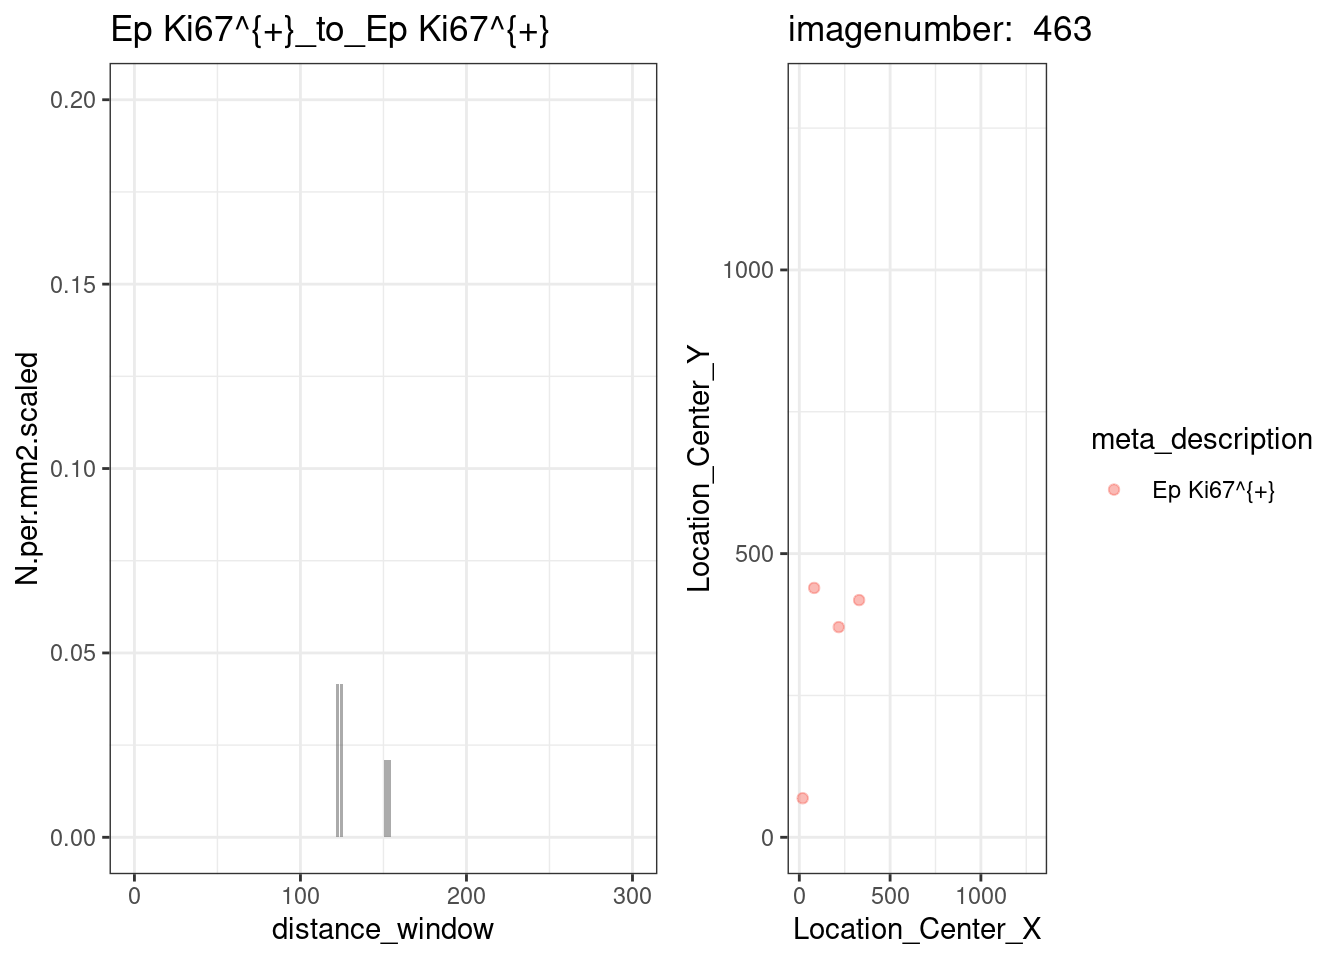 Ep Ki67^{+}_to_Ep Ki67^{+}
N.per.mm2.scaled
0.20
0.15
0.10
0.05
0.00
0 100 200 300
distance_window
imagenumber:  463
Location_Center_Y
1000
500
0
0 500 1000
Location_Center_X
meta_description
Ep Ki67^{+}